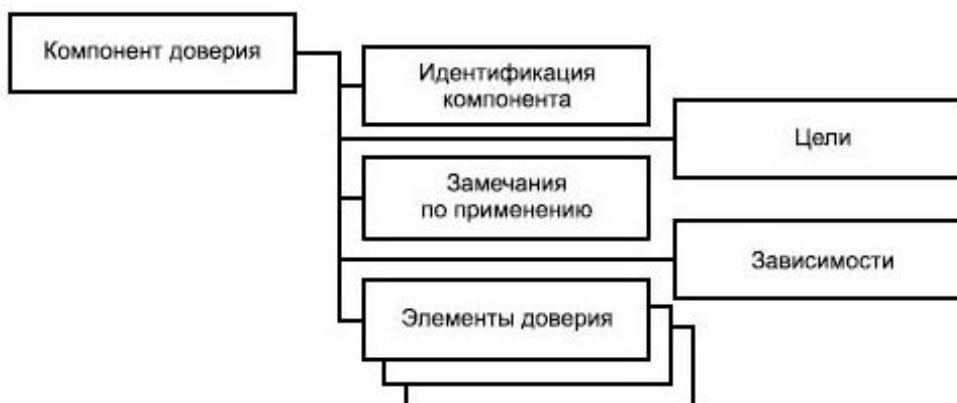 Компонент доверия
Идентификация
компонента
Цели
Замечания
по применению
Зависимости
Элементы доверия